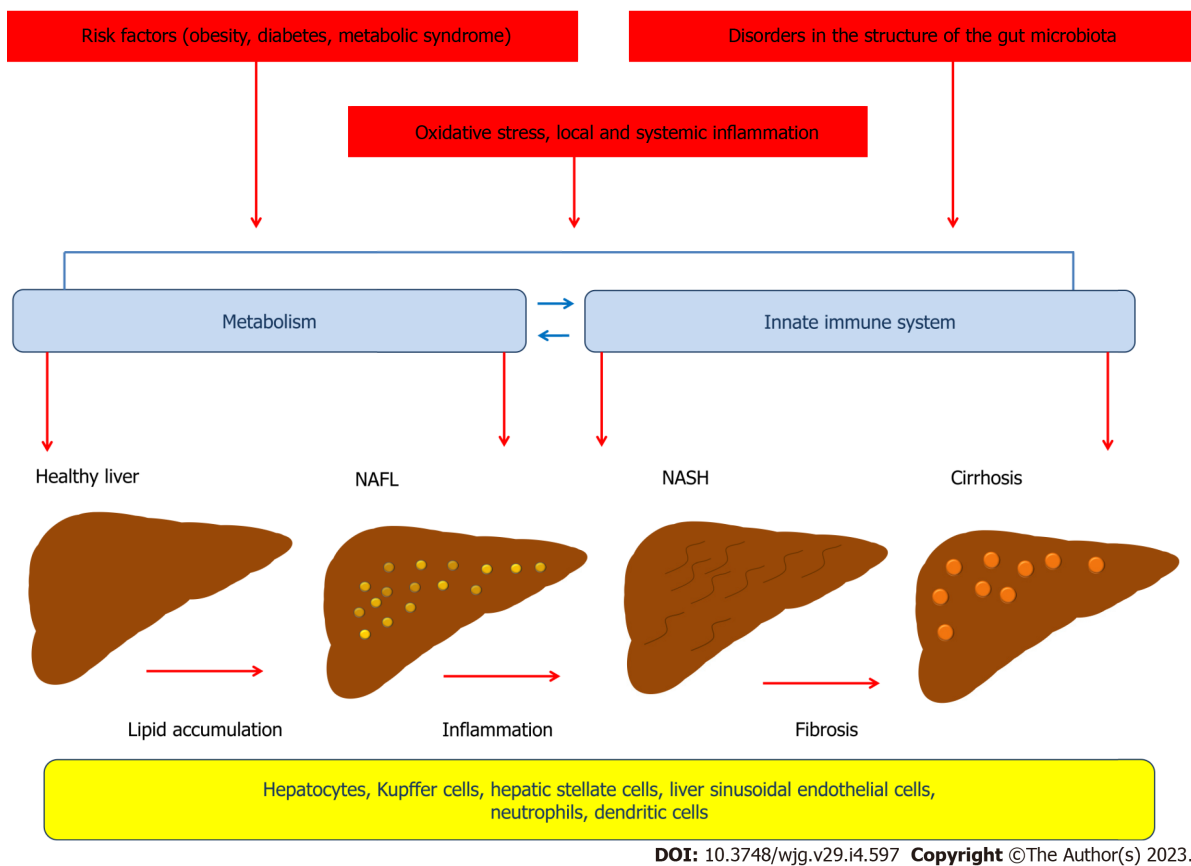 Risk factors (obesity, diabetes, metabolic syndrome)
Disorders in the structure of the gut microbiota
Oxidative stress, local and systemic inflammation
Metabolism
Innate immune system
Healthy liver
NAFL
NASH
Cirrhosis
Lipid accumulation
Inflammation
Fibrosis
Hepatocytes, Kupffer cells, hepatic stellate cells, liver sinusoidal endothelial cells,
neutrophils, dendritic cells
DOI: 10.3748/wjg.v29.i4.597 Copyright ©The Author(s) 2023.